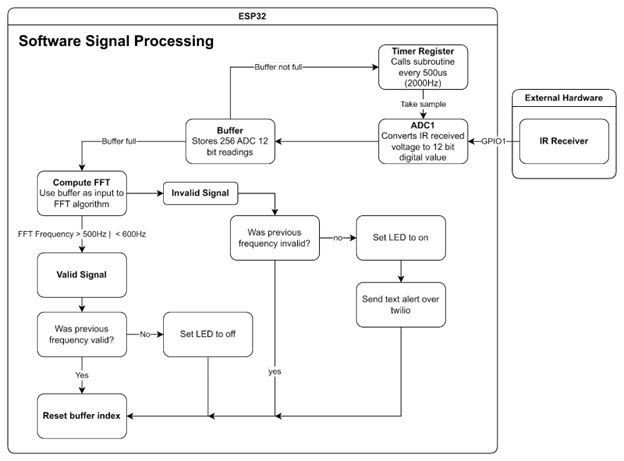 ESP32
Software Signal Processing
Timer Register
Calls subroutine
every 500us
(2000Hz)
Buffer not full
Take sample
External Hardware
Buffer
Stores 256 ADC 12
bit readings
ADC1
Converts IR received
voltage to 12 bit
digital value
GPIO1
IR Receiver
Buffer full
Compute FFT
Use buffer as input to
FFT algorithm
Invalid Signal
FFT Frequency > 500Hz | < 600Hz
Was previous
frequency invalid?
no
Set LED to on
Valid Signal
Send text alert over
twilio
Was previous
frequency valid?
No
Set LED to off
Yes
yes
Reset buffer index